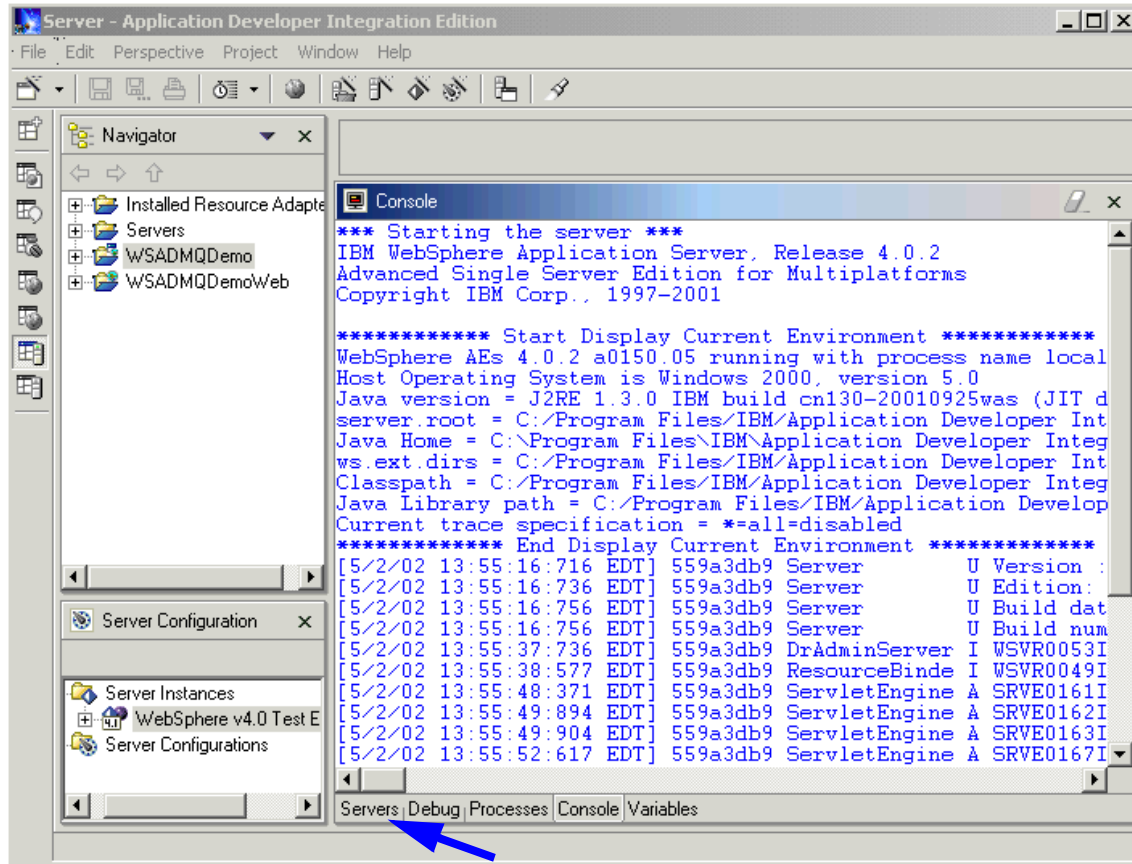 Server - Application Developer Integration Edition
File Edit Perspective Project Window Help
Navigator
Installed Resource Adapte
Servers
WSADMQDemo
WSADMQDemoWeb
Server Configuration
Server Instances
WebSphere v4.0 Test E
Server Configurations
Console
*** Starting the server ***
IBM WebSphere Application Server, Release 4.0.2
Advanced Single Server Edition for Multiplatforms
Copyright IBM Corp., 1997-2001
************ Start Display Current Environment ************
WebSphere AEs 4.0.2 a0150.05 running with process name local
Host Operating System is Windows 2000, version 5.0
Java version = J2RE 1.3.0 IBM build cn130-20010925was (JIT d
server.root = C:/Program Files/IBM/Application Developer Int
Java Home = C:\Program Files\IBM\Application Developer Integ
ws.ext.dirs = C:/Program Files/IBM/Application Developer Int
Classpath = C:/Program Files/IBM/Application Developer Integ
Java Library path = C:/Program Files/IBM/Application Develop
Current trace specification = *=all=disabled
************* End Display Current Environment *************
[5/2/02 13:55:16:716 EDT] 559a3db9 Server U Version :
[5/2/02 13:55:16:736 EDT] 559a3db9 Server U Edition:
[5/2/02 13:55:16:756 EDT] 559a3db9 Server U Build dat
[5/2/02 13:55:16:756 EDT] 559a3db9 Server U Build num
[5/2/02 13:55:37:736 EDT] 559a3db9 DrAdminServer I WSVR0053I
[5/2/02 13:55:38:577 EDT] 559a3db9 ResourceBinde I WSVR0049I
[5/2/02 13:55:48:371 EDT] 559a3db9 ServletEngine A SRVE0161I
[5/2/02 13:55:49:894 EDT] 559a3db9 ServletEngine A SRVE0162I
[5/2/02 13:55:49:904 EDT] 559a3db9 ServletEngine A SRVE0163I
[5/2/02 13:55:52:617 EDT] 559a3db9 ServletEngine A SRVE0167I
Servers Debug Processes Console Variables